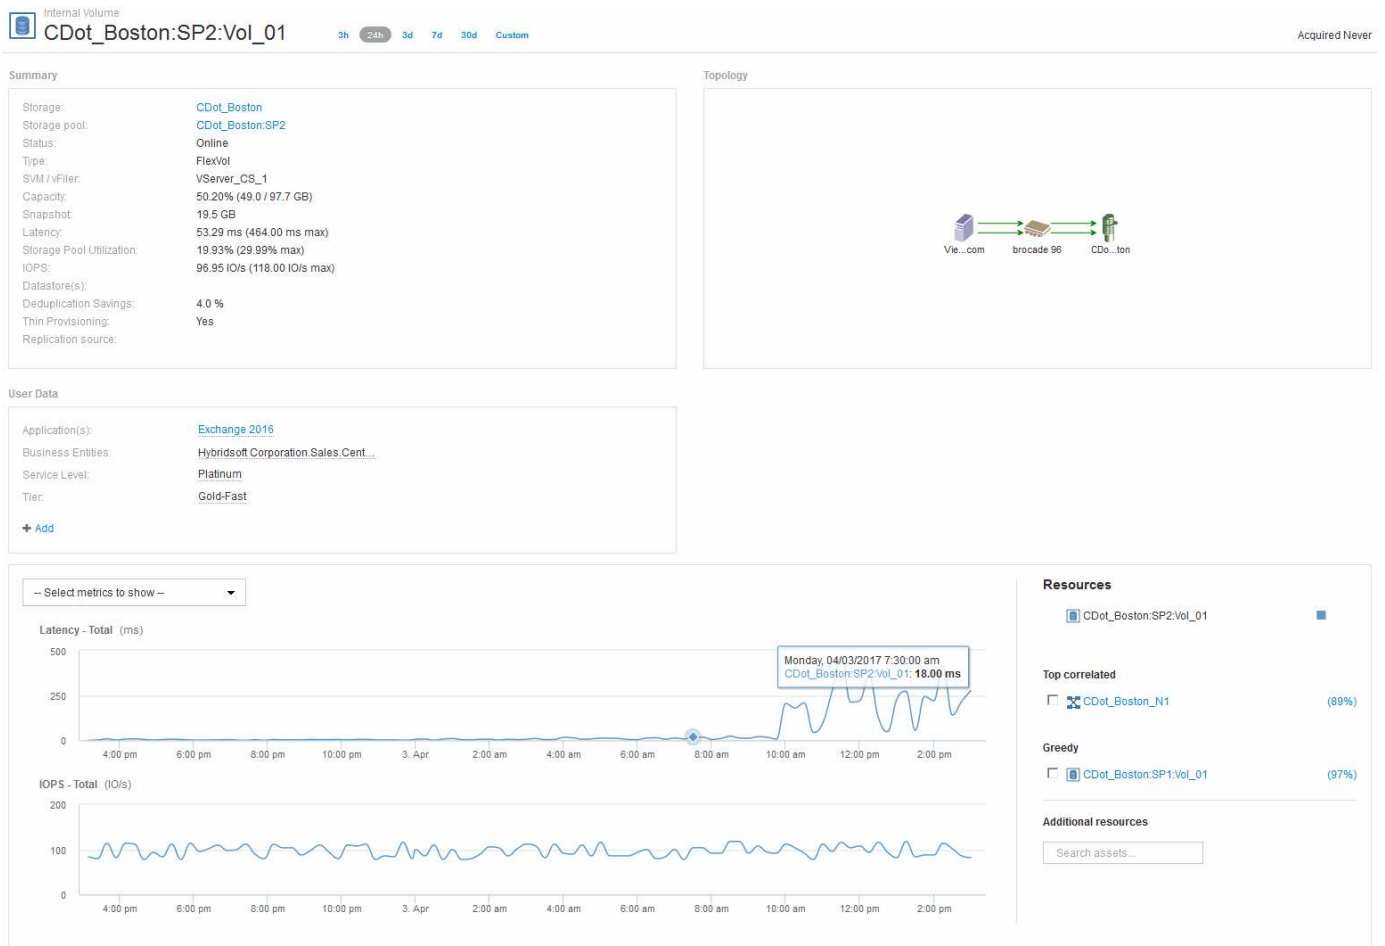 Internal Volume
CDot_Boston:SP2:Vol_01
3h 24h 3d 7d 30d Custom
Acquired Never
Summary
Storage: CDot_Boston
Storage pool: CDot_Boston:SP2
Status: Online
Type: FlexVol
SVM / vFiler: VServer_CS_1
Capacity: 50.20% (49.0 / 97.7 GB)
Snapshot: 19.5 GB
Latency: 53.29 ms (464.00 ms max)
Storage Pool Utilization: 19.93% (29.99% max)
IOPS: 96.95 IO/s (118.00 IO/s max)
Datastore(s):
Deduplication Savings: 4.0 %
Thin Provisioning: Yes
Replication source:
Topology
Vie...com brocade 96 CDo...ton
User Data
Application(s): Exchange 2016
Business Entities: Hybridsoft Corporation.Sales.Cent...
Service Level: Platinum
Tier: Gold-Fast
+ Add
-- Select metrics to show --
Latency - Total (ms)
500
250
0
Monday, 04/03/2017 7:30:00 am
CDot_Boston:SP2:Vol_01: 18.00 ms
4:00 pm 6:00 pm 8:00 pm 10:00 pm 3. Apr 2:00 am 4:00 am 6:00 am 8:00 am 10:00 am 12:00 pm 2:00 pm
IOPS - Total (IO/s)
200
100
0
4:00 pm 6:00 pm 8:00 pm 10:00 pm 3. Apr 2:00 am 4:00 am 6:00 am 8:00 am 10:00 am 12:00 pm 2:00 pm
Resources
CDot_Boston:SP2:Vol_01
Top correlated
CDot_Boston_N1 (89%)
Greedy
CDot_Boston:SP1:Vol_01 (97%)
Additional resources
Search assets...